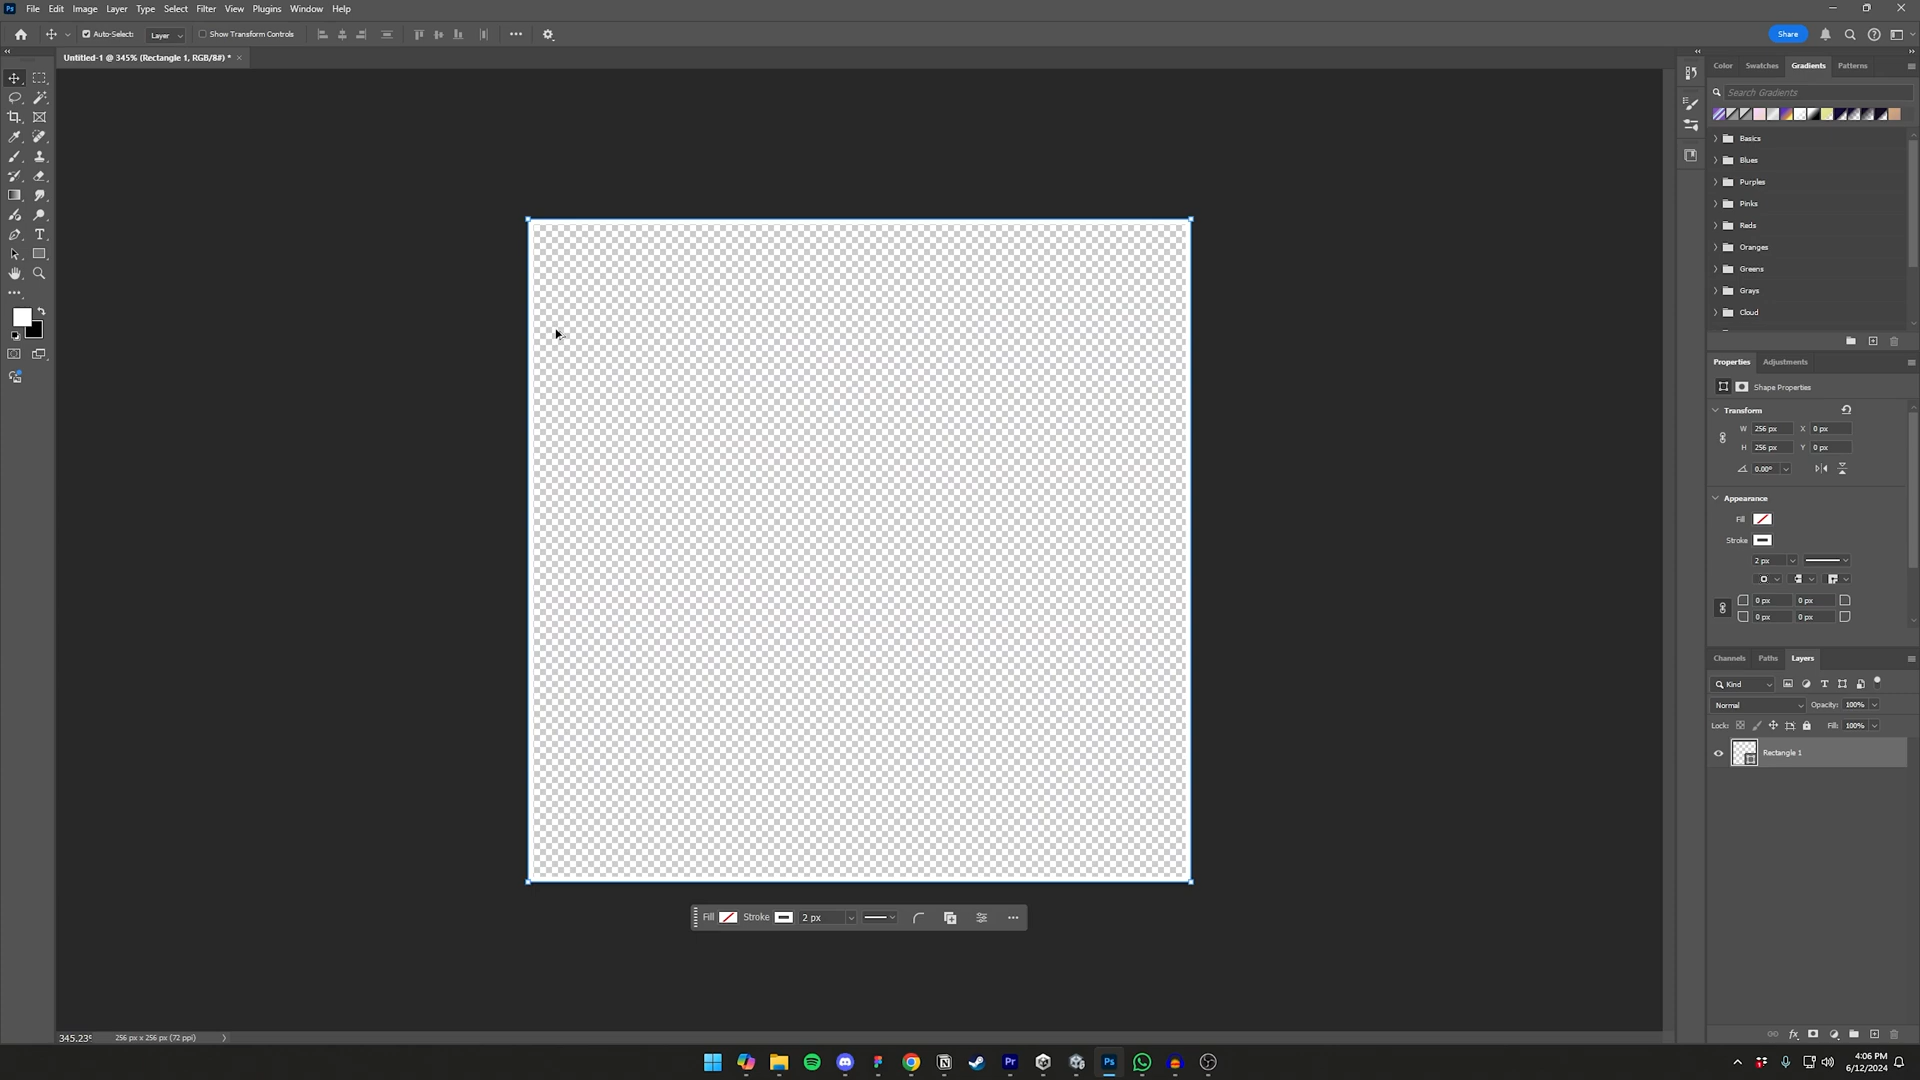 Ps File Edit Image Layer Type Select Filter View Plugins Window Help
Auto-Select: Layer Show Transform Controls Share
Untitled-1 @ 345% (Rectangle 1, RGB/8#) * ×
Color Swatches Gradients Patterns
Search Gradients
Basics
Blues
Purples
Pinks
Reds
Oranges
Greens
Grays
Cloud
Properties Adjustments
Shape Properties
Transform
W 256 px X 0 px
H 256 px Y 0 px
0.00°
Appearance
Fill
Stroke
2 px
0 px 0 px
0 px 0 px
Channels Paths Layers
Kind T
Normal Opacity: 100%
Lock: Fill: 100%
Rectangle 1
Fill Stroke 2 px
fx
345.23% 256 px x 256 px (72 ppi)
Pr Ps
4:06 PM
6/12/2024